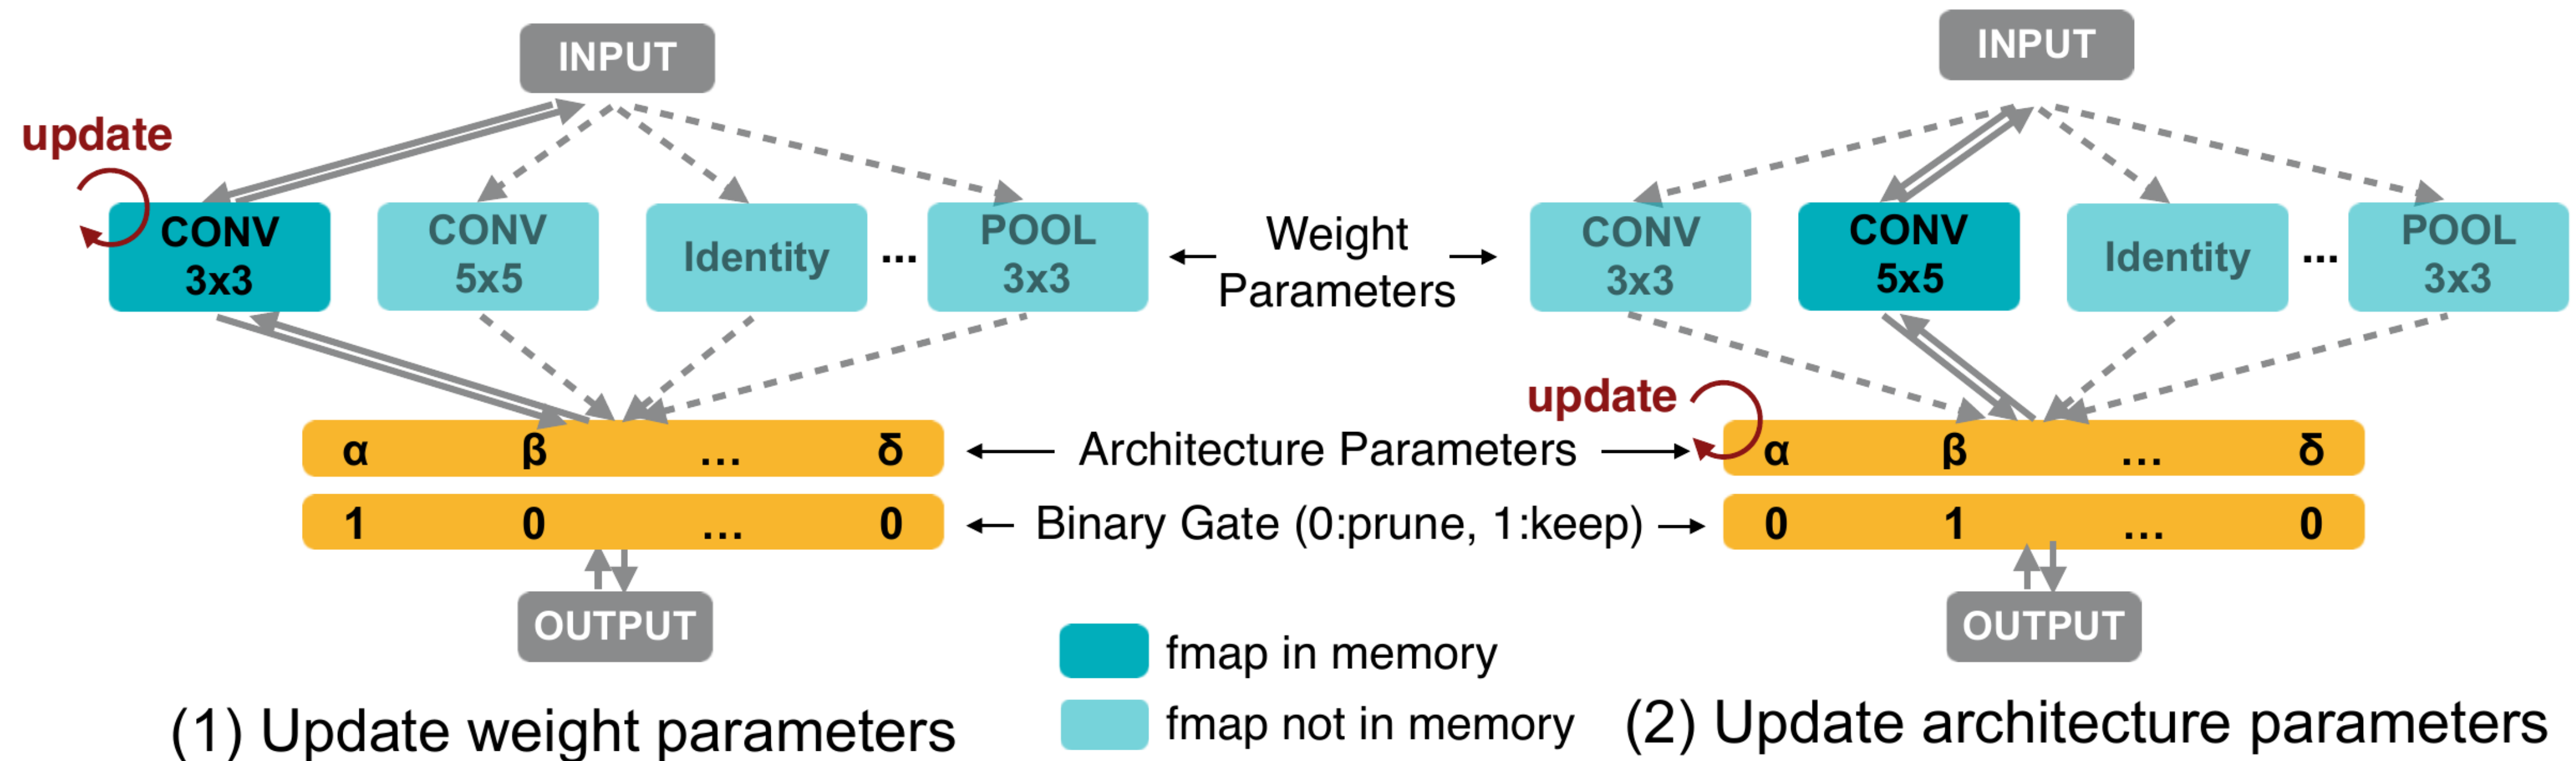 INPUT
update
CONV
3x3
CONV
5x5
Identity
...
POOL
3x3
α β ... δ
1 0 ... 0
OUTPUT
(1) Update weight parameters
Weight
Parameters
Architecture Parameters
Binary Gate (0:prune, 1:keep)
fmap in memory
fmap not in memory
INPUT
CONV
3x3
CONV
5x5
Identity
...
POOL
3x3
update
α β ... δ
0 1 ... 0
OUTPUT
(2) Update architecture parameters